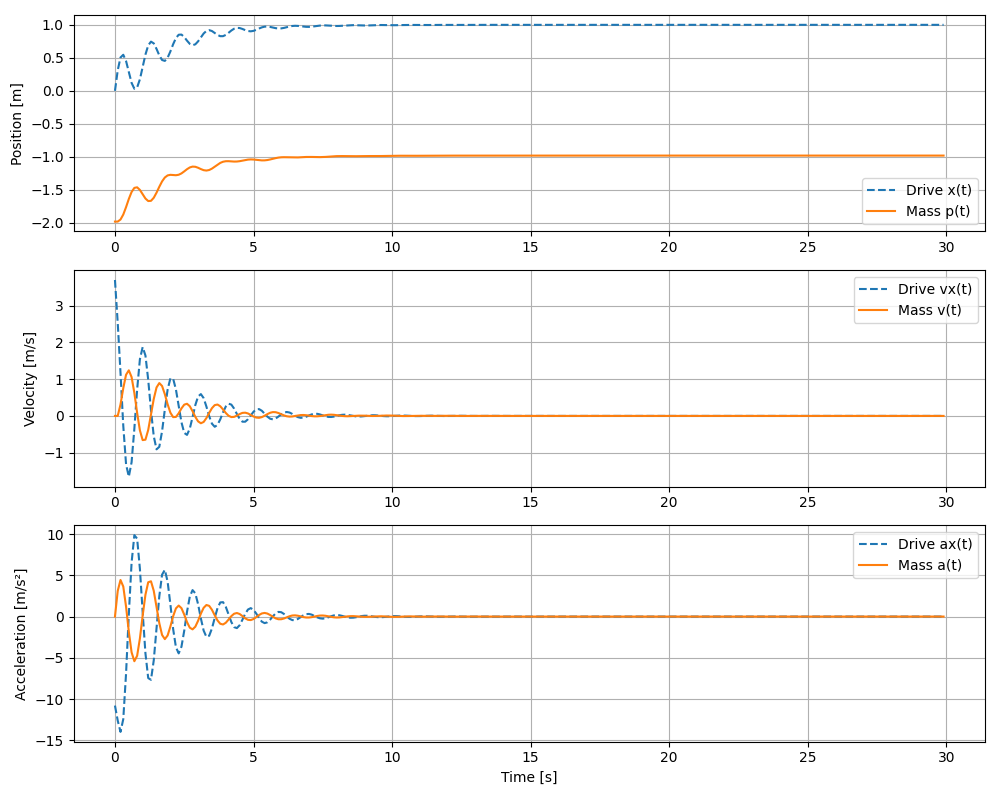 Position [m]
1.0
0.5
0.0
−0.5
−1.0
−1.5
−2.0
0 5 10 15 20 25 30
Drive x(t)
Mass p(t)
Velocity [m/s]
3
2
1
0
−1
0 5 10 15 20 25 30
Drive vx(t)
Mass v(t)
Acceleration [m/s²]
10
5
0
−5
−10
−15
0 5 10 15 20 25 30
Drive ax(t)
Mass a(t)
Time [s]